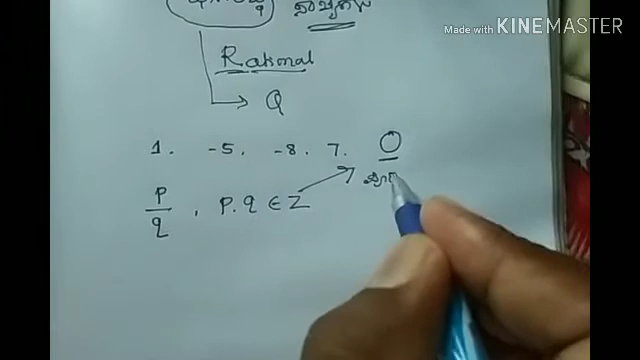 Made with KINEMASTER
Rational
Q
1. -5. -8. 7. 0
p/q , p.q ∈ Z